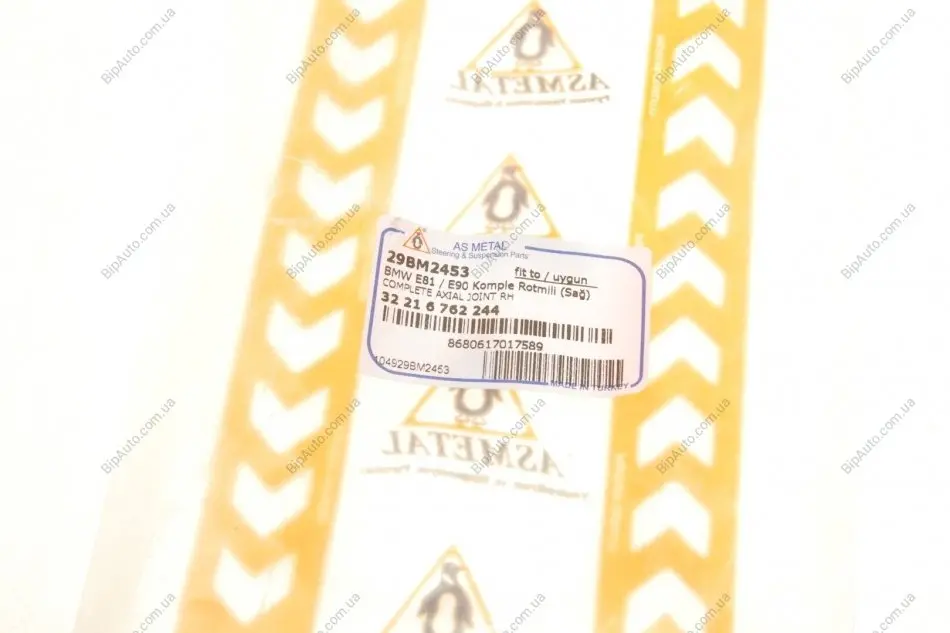 ASMETAL
AS METAL
Steering & Suspension Parts
29BM2453
fit to / uygun
BMW E81 / E90 Komple Rotmili (Sağ)
COMPLETE AXIAL JOINT RH
32 21 6 762 244
8680617017589
104929BM2453
MADE IN TURKEY
ASMETAL
BipAuto.com.ua